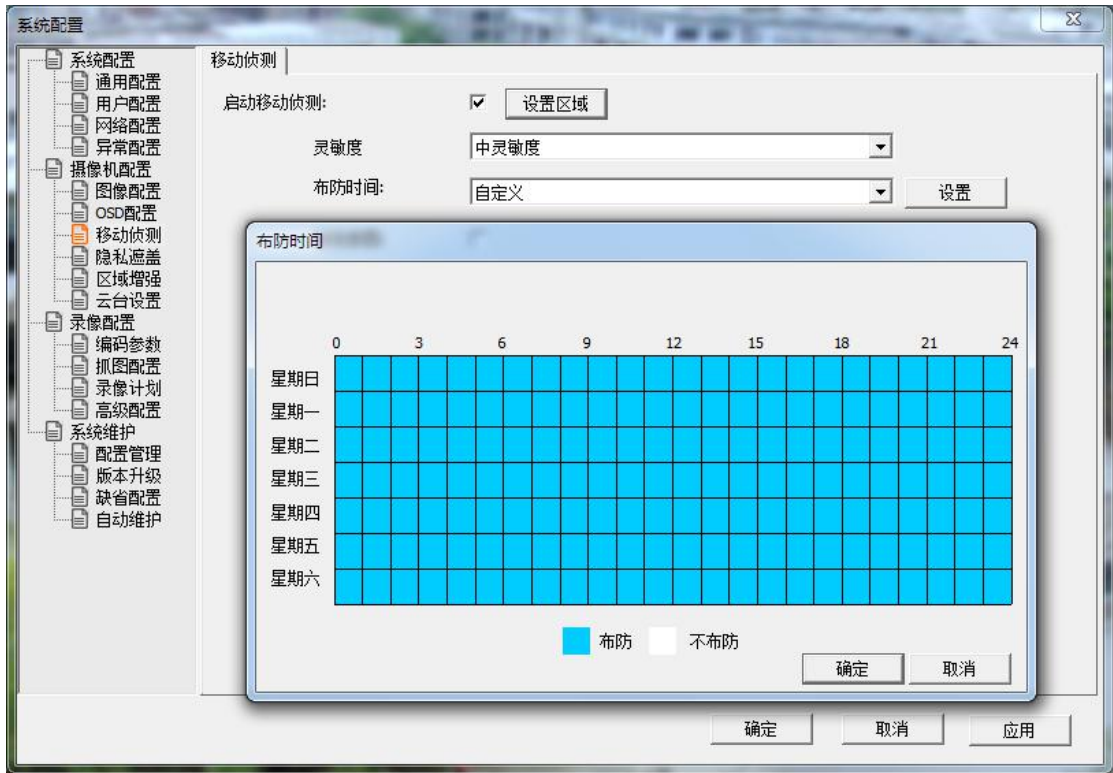 系统配置
系统配置
通用配置
用户配置
网络配置
异常配置
摄像机配置
图像配置
OSD配置
移动侦测
隐私遮盖
区域增强
云台设置
录像配置
编码参数
抓图配置
录像计划
高级配置
系统维护
配置管理
版本升级
缺省配置
自动维护
移动侦测
启动移动侦测: 设置区域
灵敏度 中灵敏度
布防时间: 自定义 设置
布防时间
0 3 6 9 12 15 18 21 24
星期日
星期一
星期二
星期三
星期四
星期五
星期六
布防 不布防
确定 取消
确定 取消 应用